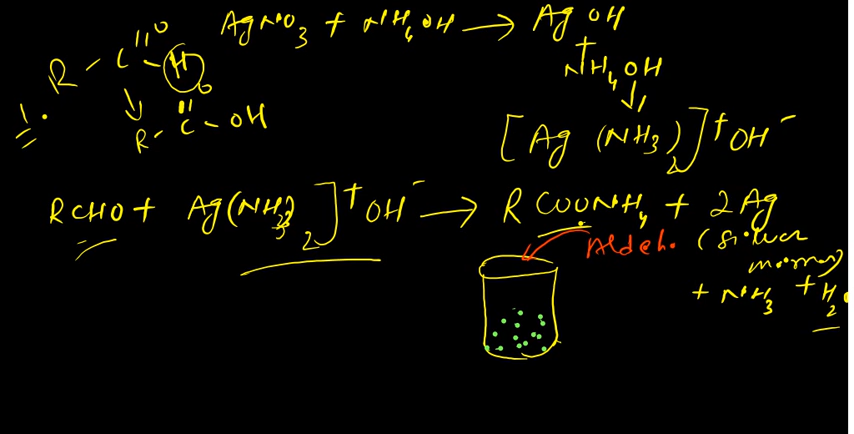 AgNO3 + NH4OH → AgOH
R - C=O - H
+
NH4OH
↓
1.
R - C=O - OH
[Ag (NH3)2]+ OH-
RCHO + Ag(NH3)2]+ OH- → RCOONH4 + 2Ag
Aldeh. (Silver
mirror)
+ NH3 + H2O